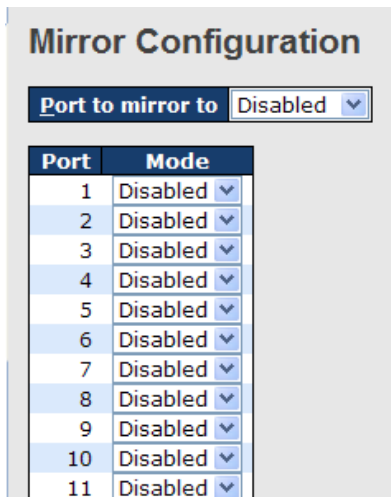 Mirror Configuration
Port to mirror to Disabled
Port Mode
1 Disabled
2 Disabled
3 Disabled
4 Disabled
5 Disabled
6 Disabled
7 Disabled
8 Disabled
9 Disabled
10 Disabled
11 Disabled